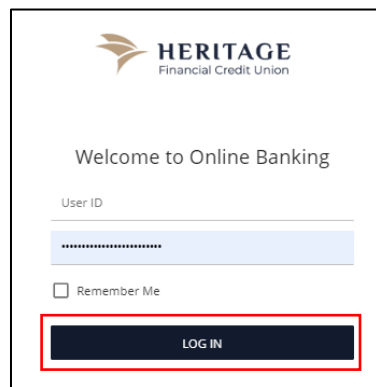 HERITAGE
Financial Credit Union
Welcome to Online Banking
User ID
••••••••••••••••••••••••
Remember Me
LOG IN